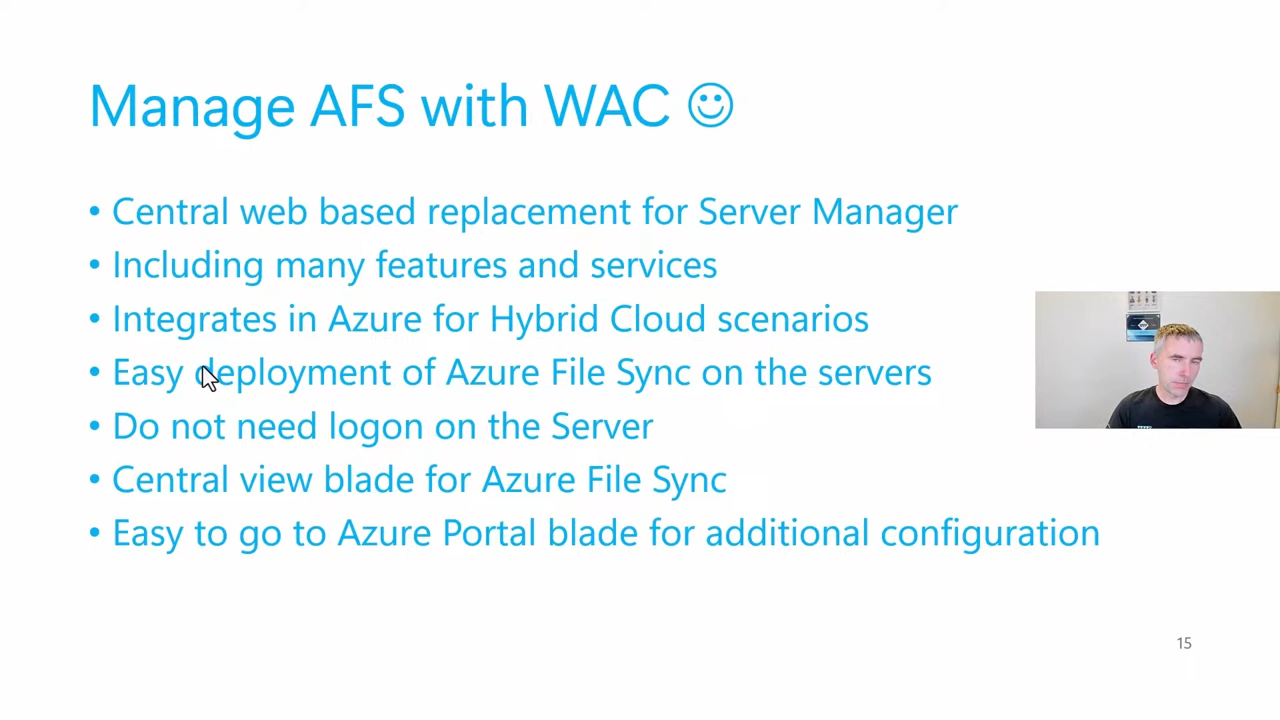 Manage AFS with WAC ☺
• Central web based replacement for Server Manager
• Including many features and services
• Integrates in Azure for Hybrid Cloud scenarios
• Easy deployment of Azure File Sync on the servers
• Do not need logon on the Server
• Central view blade for Azure File Sync
• Easy to go to Azure Portal blade for additional configuration
15